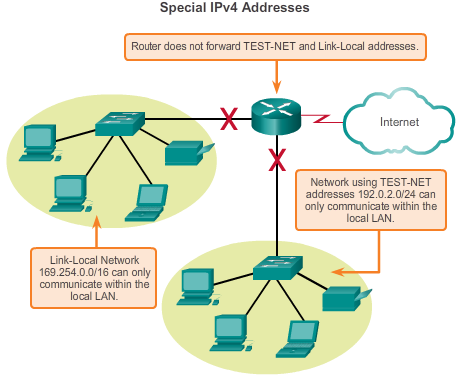 Special IPv4 Addresses
Router does not forward TEST-NET and Link-Local addresses.
Internet
Network using TEST-NET
addresses 192.0.2.0/24 can
only communicate within the
local LAN.
Link-Local Network
169.254.0.0/16 can only
communicate within the
local LAN.